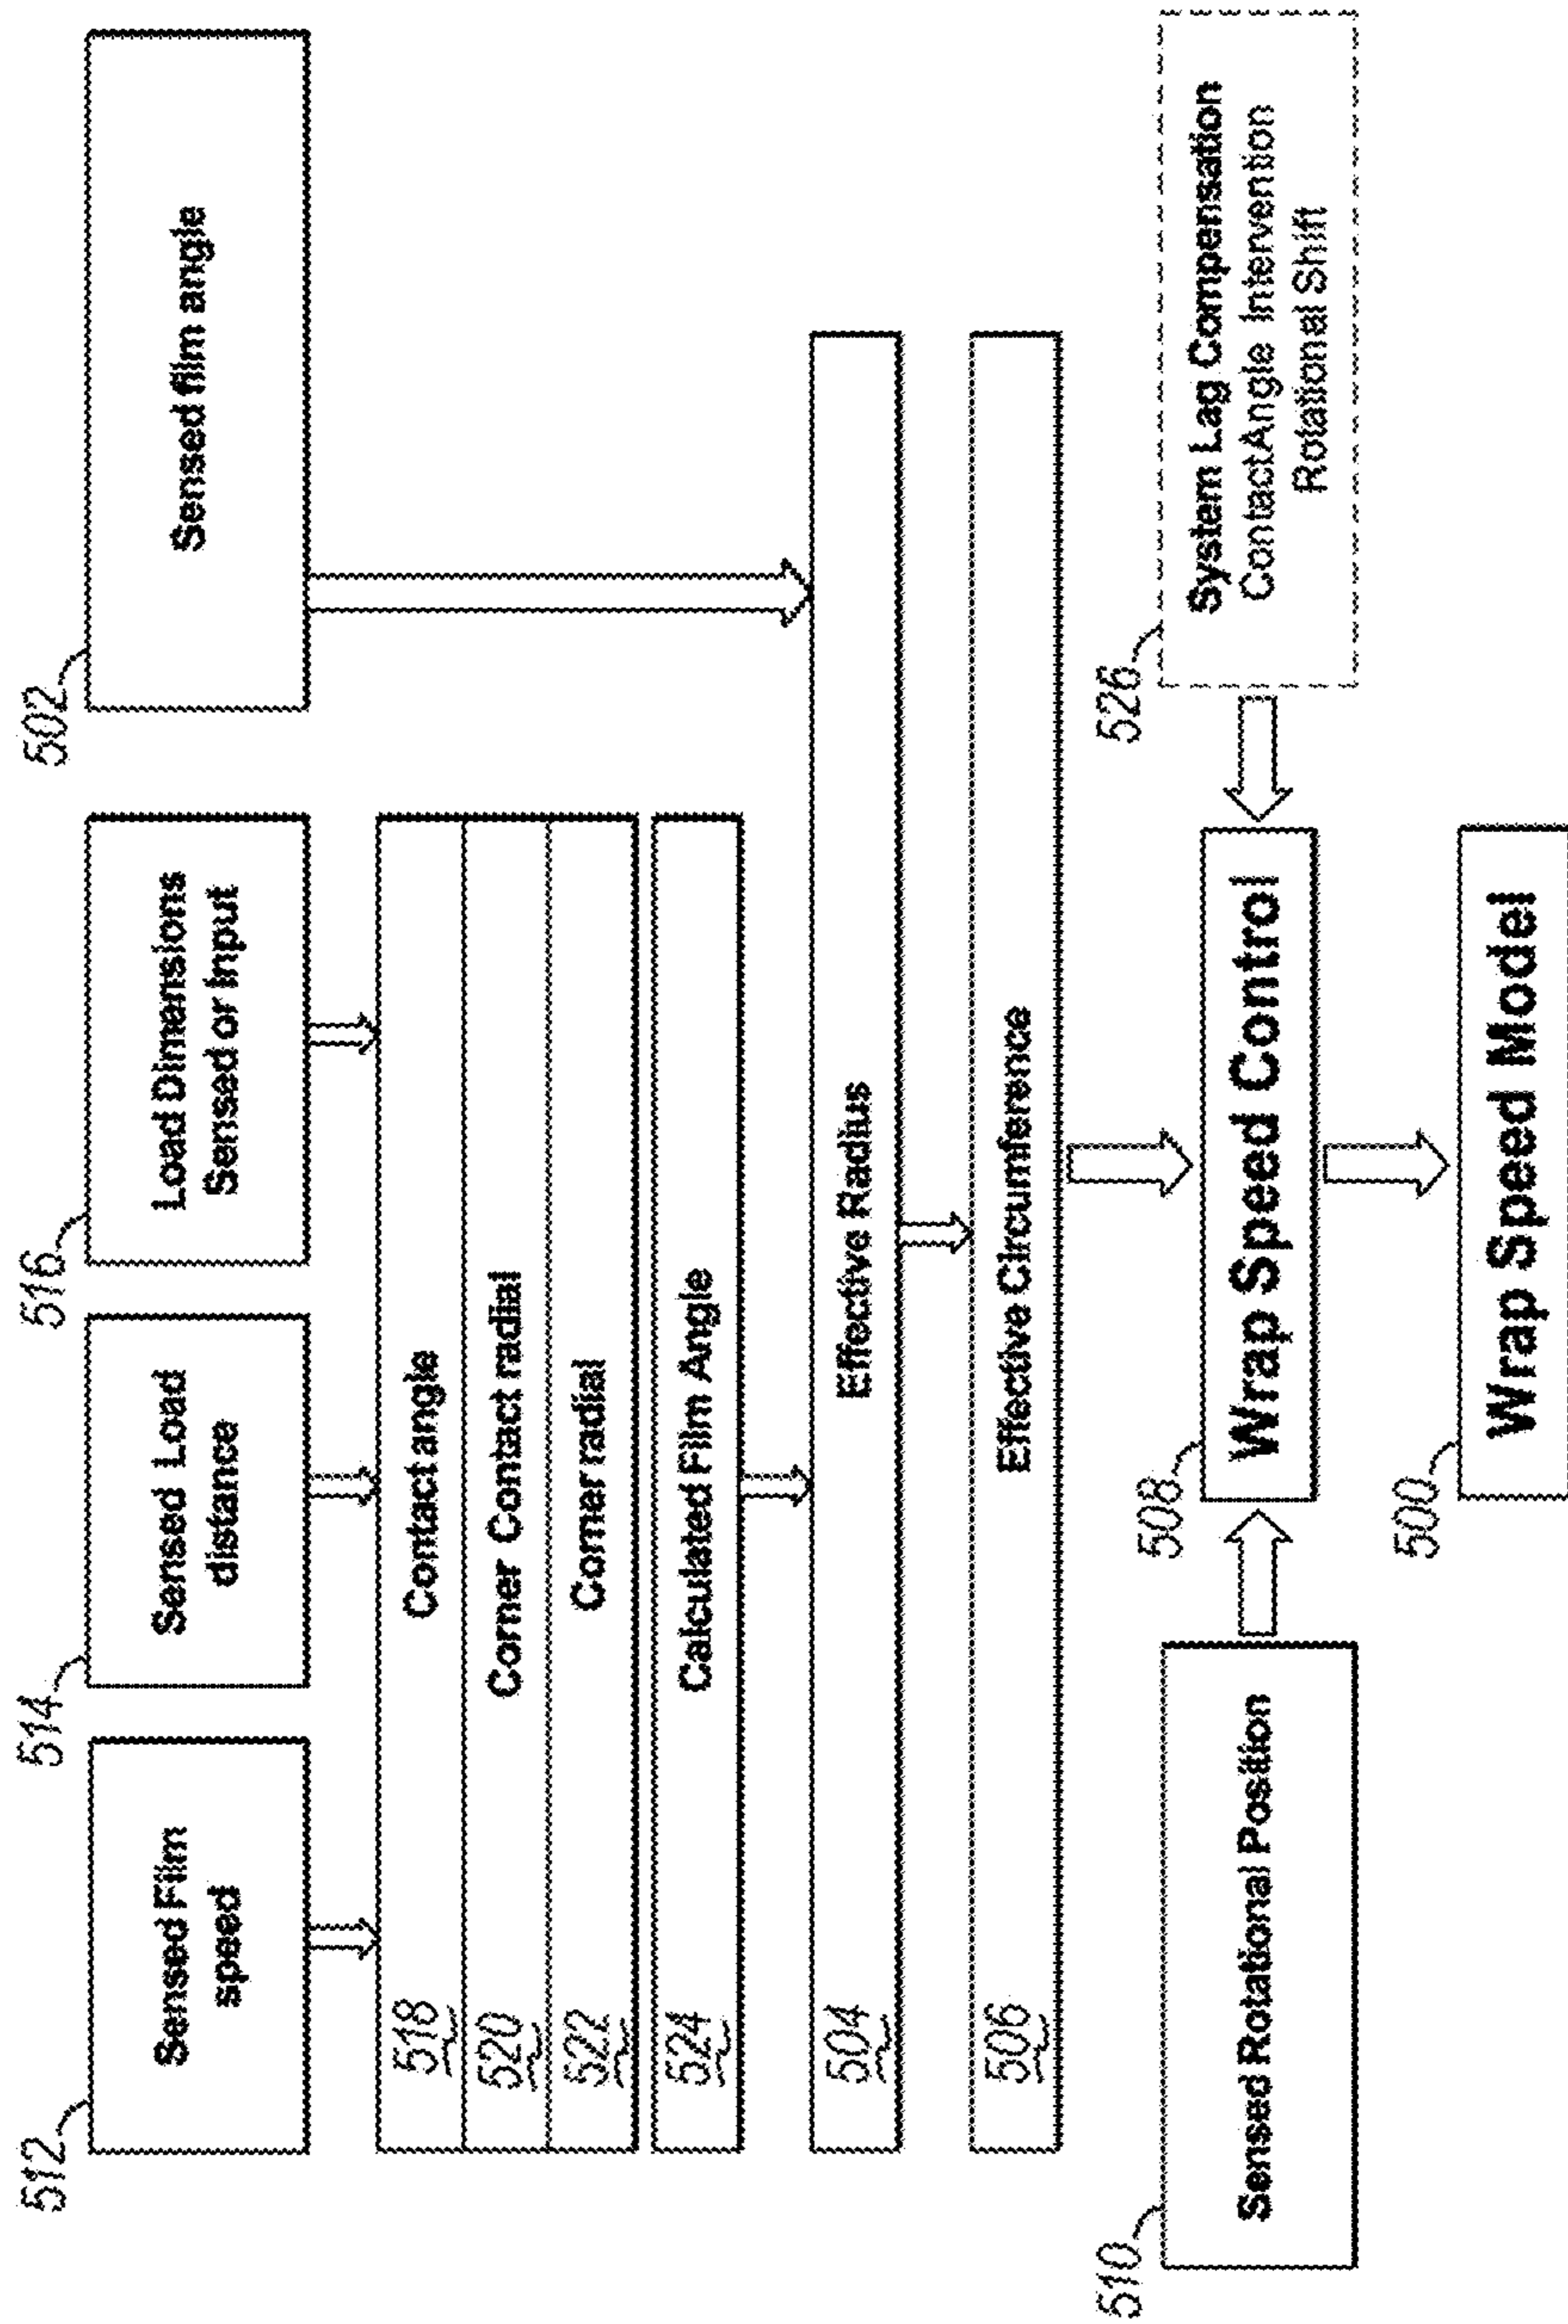 512
Sensed Film
speed
514
Sensed Load
distance
516
Load Dimensions
Sensed or Input
502
Sensed film angle
518
Contact angle
520
Corner Contact radial
522
Corner radial
524
Calculated Film Angle
504
Effective Radius
506
Effective Circumference
510
Sensed Rotational Position
508
Wrap Speed Control
526
System Lag Compensation
ContactAngle Intervention
Rotational Shift
500
Wrap Speed Model